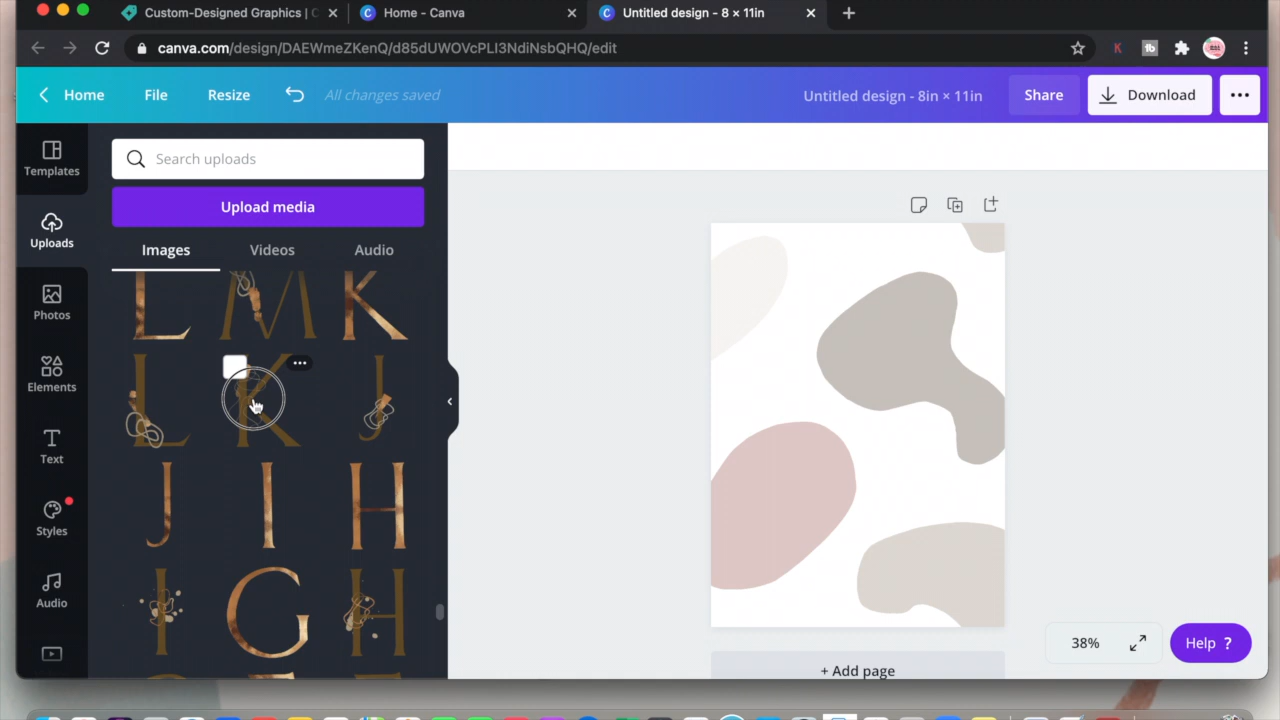 Custom-Designed Graphics | C
Home - Canva
Untitled design - 8 × 11in
canva.com/design/DAEWmeZKenQ/d85dUWOVcPLI3NdiNsbQHQ/edit
K
tb
Home
File
Resize
All changes saved
Untitled design - 8in × 11in
Share
Download
Templates
Uploads
Photos
Elements
Text
Styles
Audio
Search uploads
Upload media
Images
Videos
Audio
L M K
L K J
J I H
I G H
+ Add page
38%
Help ?